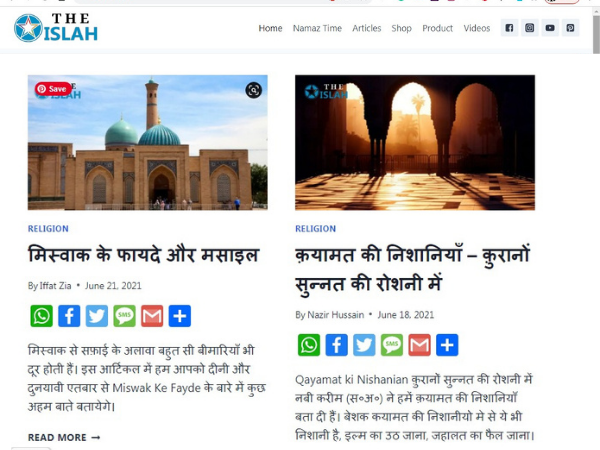 THE
ISLAH
Home Namaz Time Articles Shop Product Videos
Save
THE
ISLAH
RELIGION
मिस्वाक के फायदे और मसाइल
By Iffat Zia • June 21, 2021
SMS
मिस्वाक से सफ़ाई के अलावा बहुत सी बीमारियाँ भी
दूर होती हैं। इस आर्टिकल में हम आपको दीनी और
दुनयावी एतबार से Miswak Ke Fayde के बारे में कुछ
अहम बाते बतायेगे।
READ MORE →
THE
ISLAH
RELIGION
क़यामत की निशानियाँ – कुरानों
सुन्नत की रोशनी में
By Nazir Hussain • June 18, 2021
SMS
Qayamat ki Nishanian कुरानों सुन्नत की रोशनी में
नबी करीम (स०अ०) ने हमें क़यामत की निशानियाँ
बता दी हैं। बेशक कयामत की निशानीयो मे से ये भी
निशानी है, इल्म का उठ जाना, जहालत का फैल जाना।